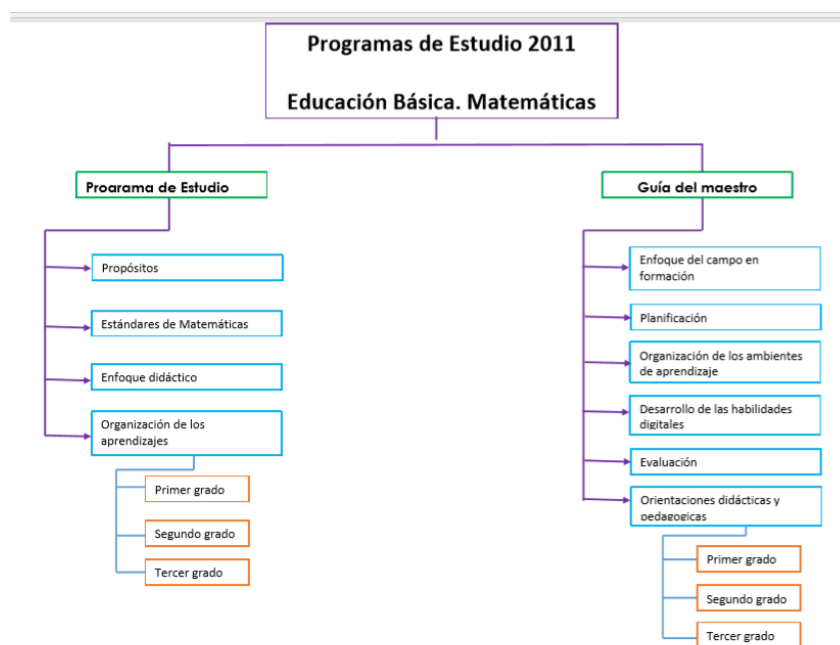 Programas de Estudio 2011
Educación Básica. Matemáticas
Proarama de Estudio
Propósitos
Estándares de Matemáticas
Enfoque didáctico
Organización de los
aprendizajes
Primer grado
Segundo grado
Tercer grado
Guía del maestro
Enfoque del campo en
formación
Planificación
Organización de los ambientes
de aprendizaje
Desarrollo de las habilidades
digitales
Evaluación
Orientaciones didácticas y
pedagogicas
Primer grado
Segundo grado
Tercer grado